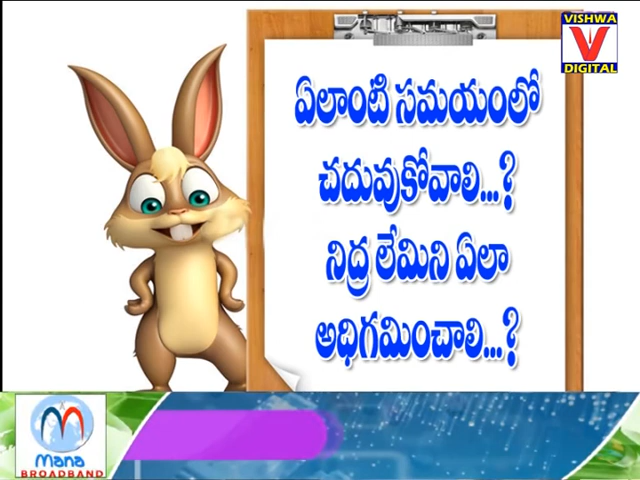 VISHWA
V
DIGITAL
ఏలాంటి సమయంలో
చదువుకోవాలి...?
నిద్ర లేమిని ఏలా
అధిగమించాలి...?
mana
BROADBAND